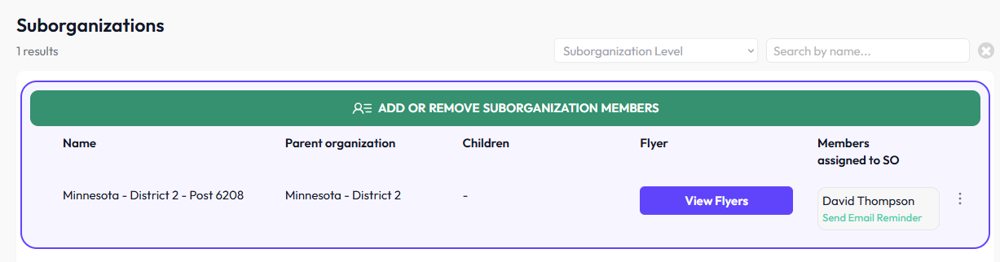 Suborganizations
1 results
Suborganization Level
Search by name...
ADD OR REMOVE SUBORGANIZATION MEMBERS
Name
Parent organization
Children
Flyer
Members
assigned to SO
Minnesota - District 2 - Post 6208
Minnesota - District 2
-
View Flyers
David Thompson
Send Email Reminder